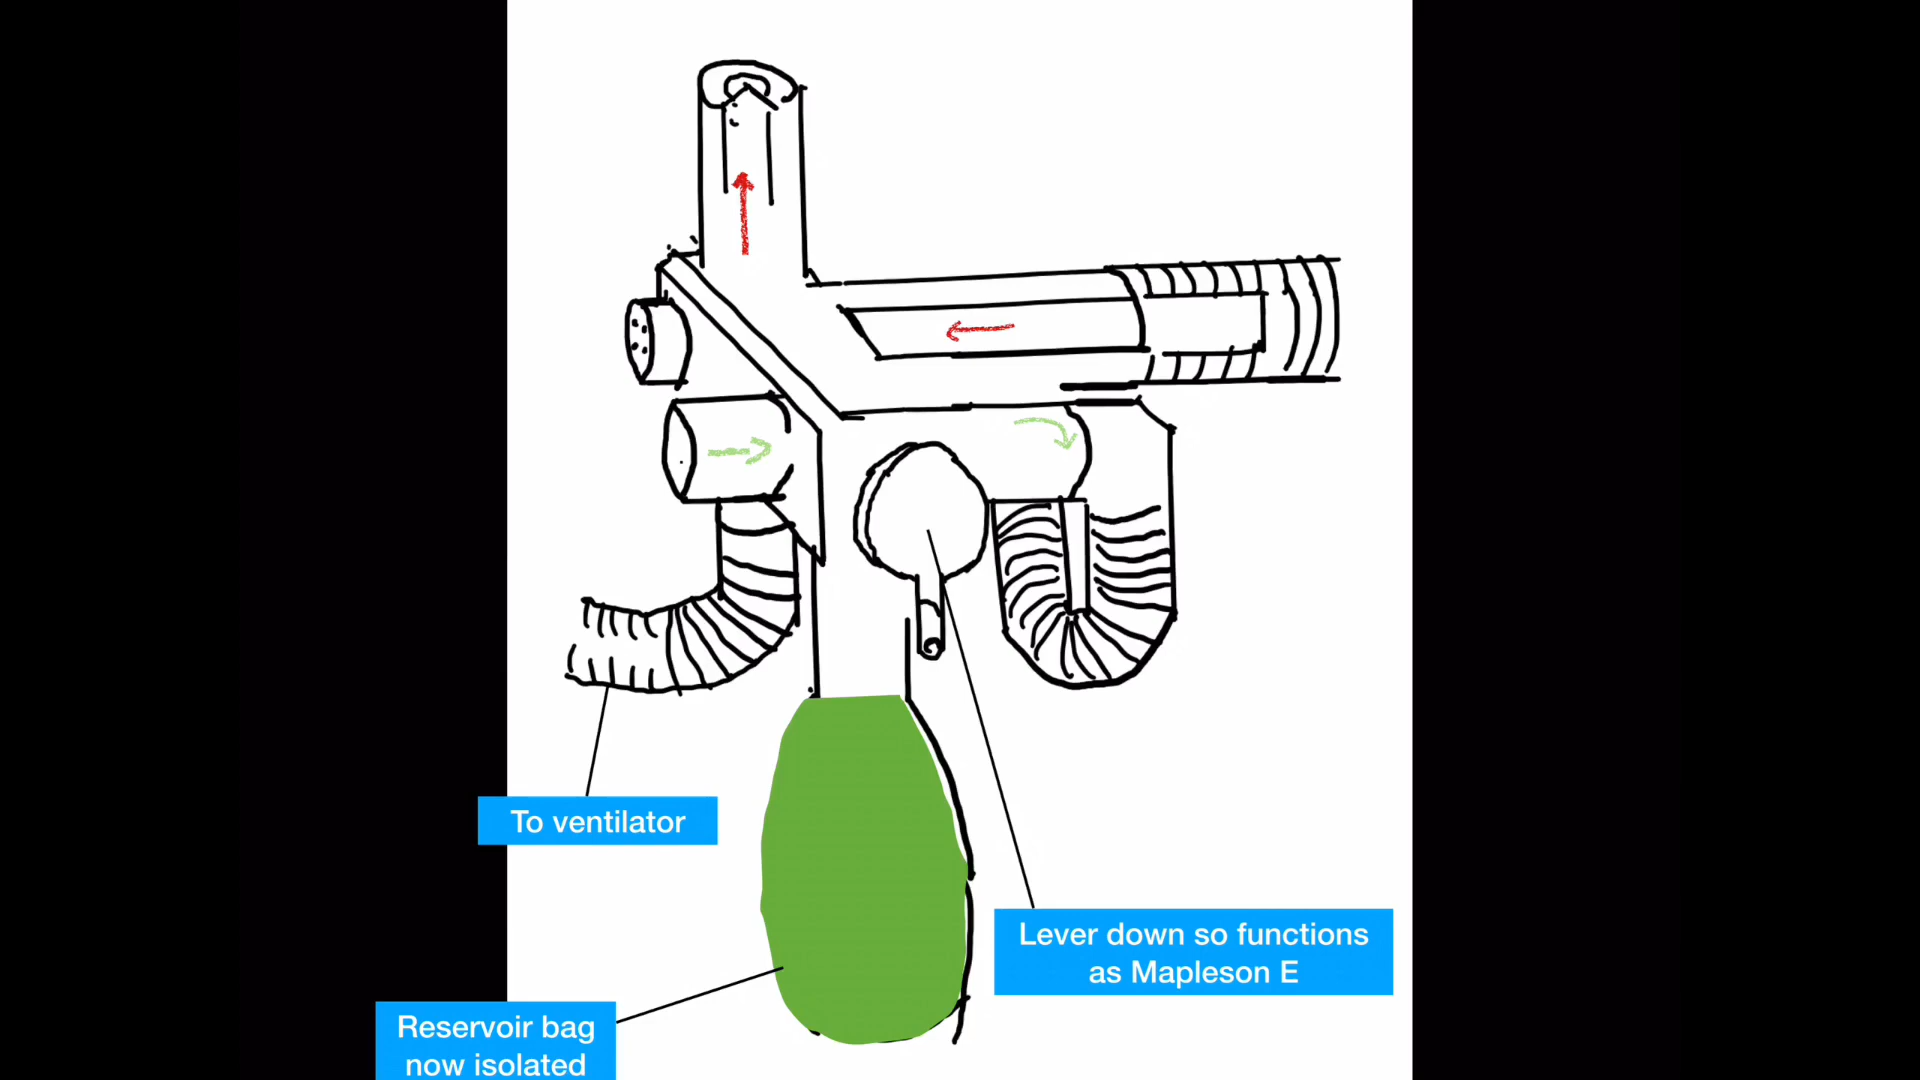 To ventilator
Lever down so functions
as Mapleson E
Reservoir bag
now isolated